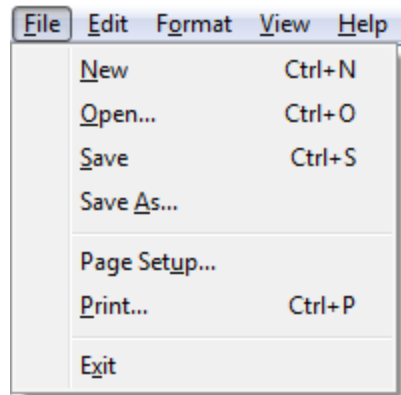 File Edit Format View Help
New Ctrl+N
Open... Ctrl+O
Save Ctrl+S
Save As...
Page Setup...
Print... Ctrl+P
Exit